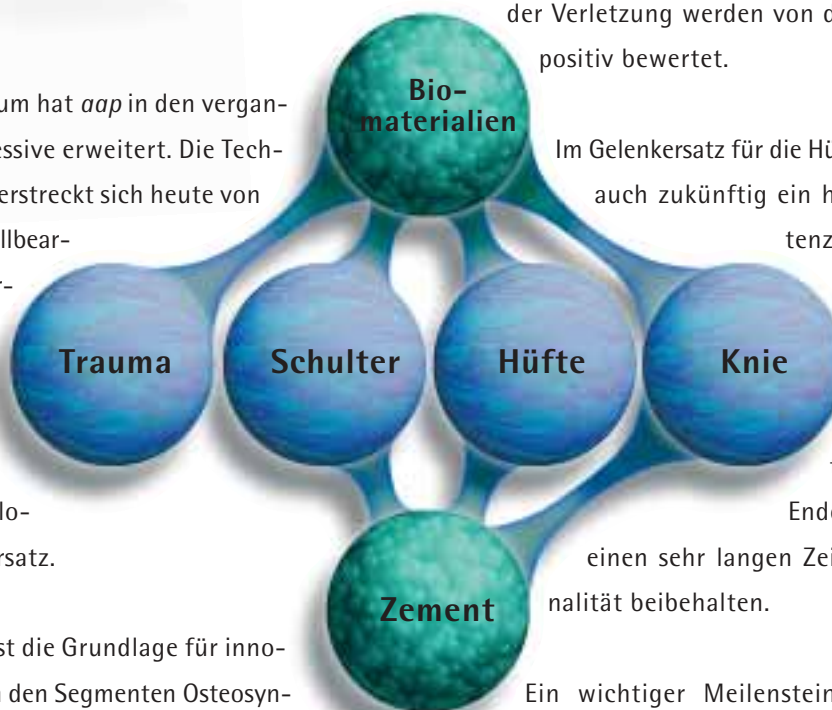 um hat aap in den vergan-
essive erweitert. Die Tech-
erstreckt sich heute von
llbear-
r-
lo-
rsatz.
st die Grundlage für inno-
n den Segmenten Osteosyn-
Bio-
materialien
Trauma
Schulter
Hüfte
Knie
Zement
der Verletzung werden von d
positiv bewertet.
Im Gelenkersatz für die Hü
auch zukünftig ein h
tenz
Ende
einen sehr langen Zei
nalität beibehalten.
Ein wichtiger Meilenstein